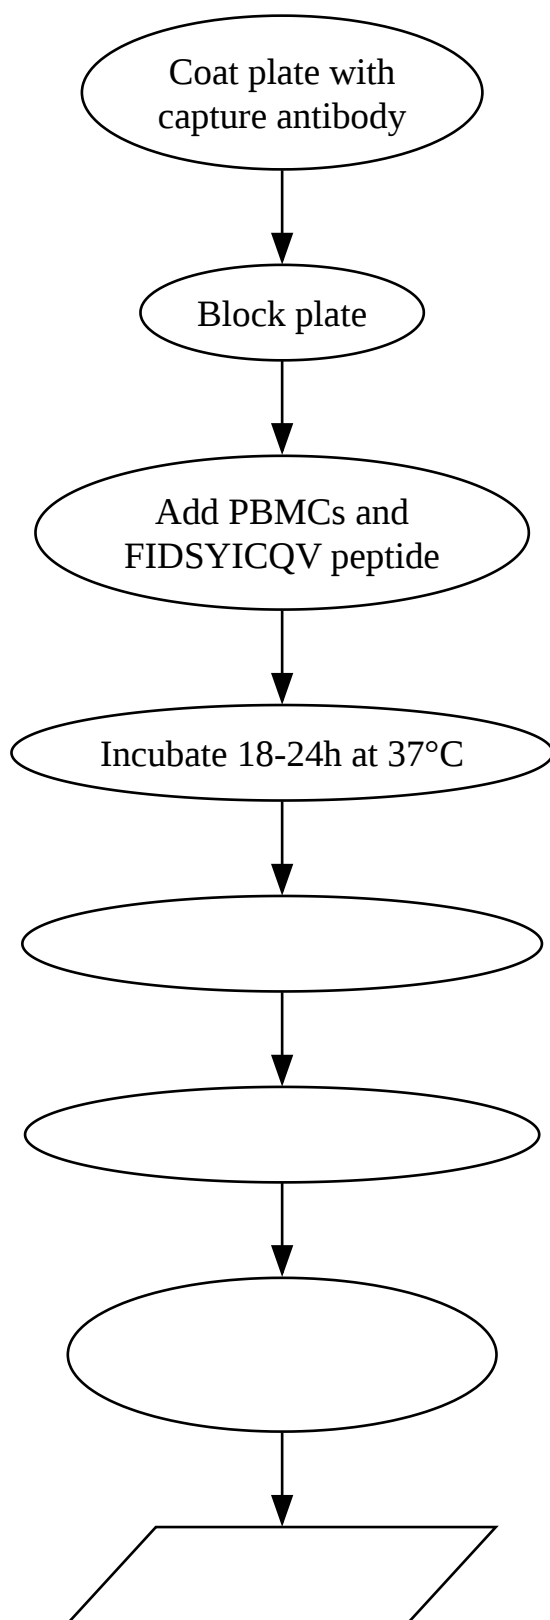 Coat plate with
capture antibody
Block plate
Add PBMCs and
FIDSYICQV peptide
Incubate 18-24h at 37°C